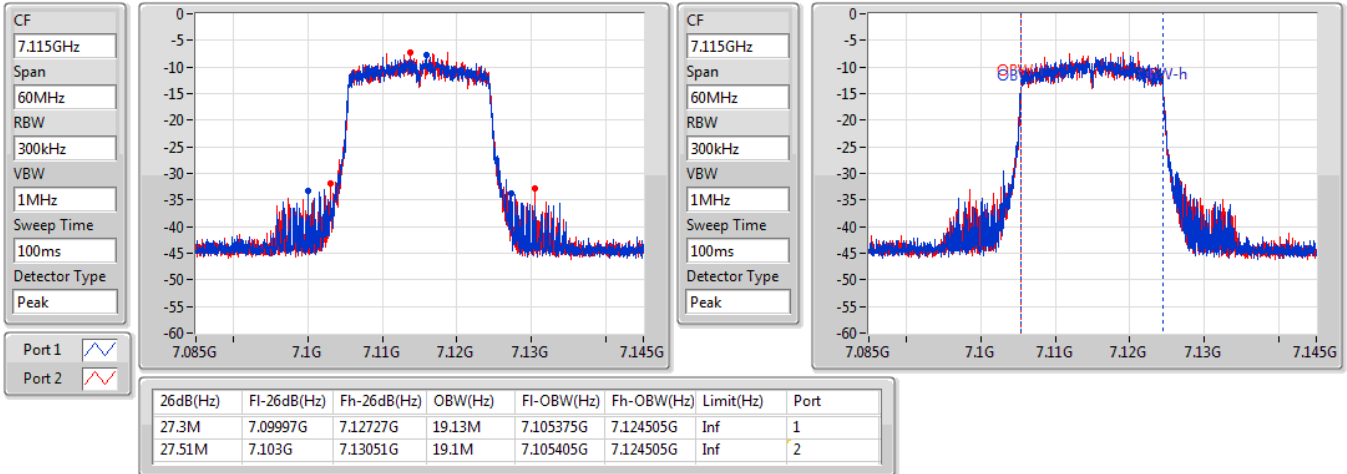 CF
7.115GHz
Span
60MHz
RBW
300kHz
VBW
1MHz
Sweep Time
100ms
Detector Type
Peak
Port 1
Port 2
0
-5
-10
-15
-20
-25
-30
-35
-40
-45
-50
-55
-60
7.085G 7.1G 7.11G 7.12G 7.13G 7.145G
CF
7.115GHz
Span
60MHz
RBW
300kHz
VBW
1MHz
Sweep Time
100ms
Detector Type
Peak
0
-5
-10
-15
-20
-25
-30
-35
-40
-45
-50
-55
-60
7.085G 7.1G 7.11G 7.12G 7.13G 7.145G
26dB(Hz) Fl-26dB(Hz) Fh-26dB(Hz) OBW(Hz) Fl-OBW(Hz) Fh-OBW(Hz) Limit(Hz) Port
27.3M 7.09997G 7.12727G 19.13M 7.105375G 7.124505G Inf 1
27.51M 7.103G 7.13051G 19.1M 7.105405G 7.124505G Inf 2